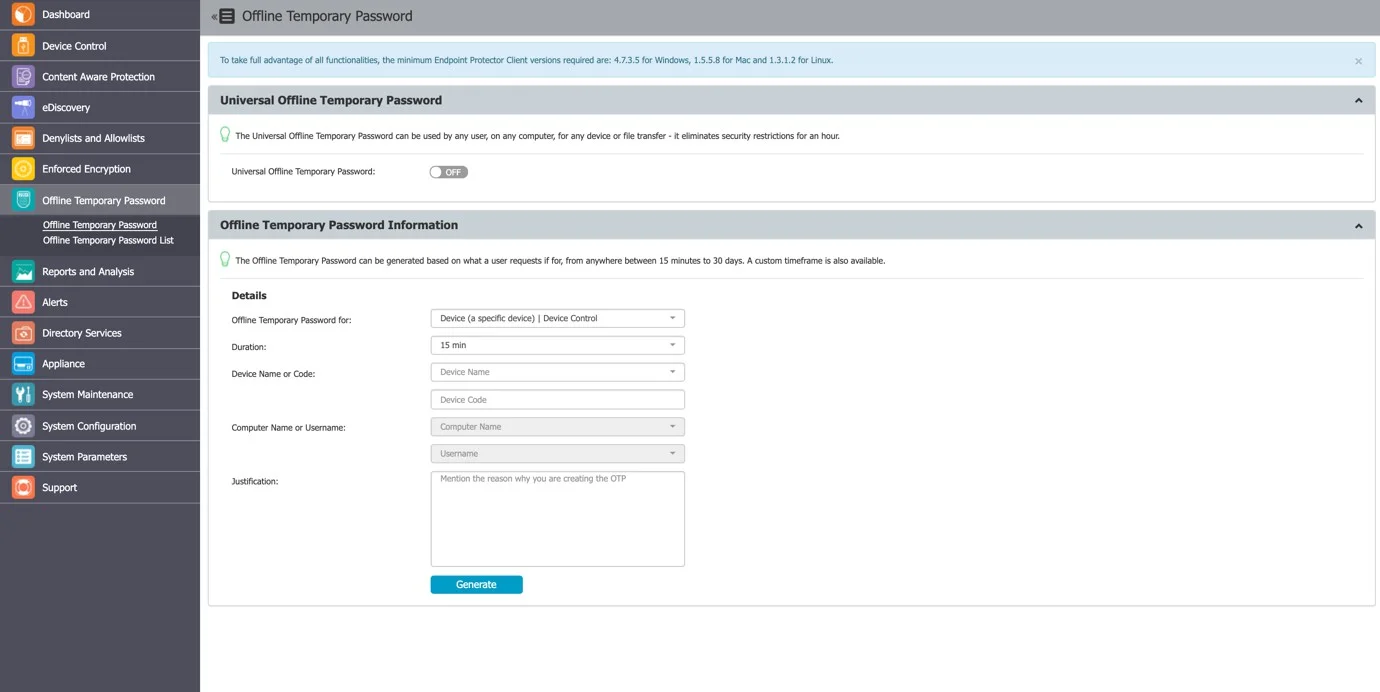 Dashboard
Device Control
Content Aware Protection
eDiscovery
Denylists and Allowlists
Enforced Encryption
Offline Temporary Password
Offline Temporary Password
Offline Temporary Password List
Reports and Analysis
Alerts
Directory Services
Appliance
System Maintenance
System Configuration
System Parameters
Support
Offline Temporary Password
To take full advantage of all functionalities, the minimum Endpoint Protector Client versions required are: 4.7.3.5 for Windows, 1.5.5.8 for Mac and 1.3.1.2 for Linux.
Universal Offline Temporary Password
The Universal Offline Temporary Password can be used by any user, on any computer, for any device or file transfer - it eliminates security restrictions for an hour.
Universal Offline Temporary Password: OFF
Offline Temporary Password Information
The Offline Temporary Password can be generated based on what a user requests if for, from anywhere between 15 minutes to 30 days. A custom timeframe is also available.
Details
Offline Temporary Password for: Device (a specific device) | Device Control
Duration: 15 min
Device Name or Code: Device Name
Device Code
Computer Name or Username: Computer Name
Username
Justification: Mention the reason why you are creating the OTP
Generate